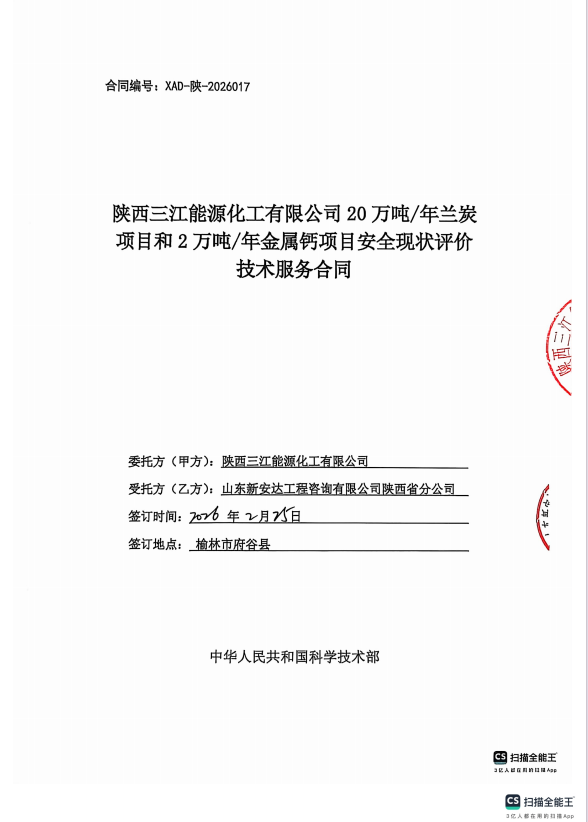 合同编号：XAD-陕-2026017
陕西三江能源化工有限公司 20 万吨/年兰炭
项目和 2 万吨/年金属钙项目安全现状评价
技术服务合同
陕西三
委托方（甲方）：陕西三江能源化工有限公司
受托方（乙方）：山东新安达工程咨询有限公司陕西省分公司
签订时间：2026 年 2 月 25 日
签订地点：榆林市府谷县
中华人民共和国科学技术部
CS 扫描全能王
3亿人都在用的扫描App
CS 扫描全能王
3亿人都在用的扫描App